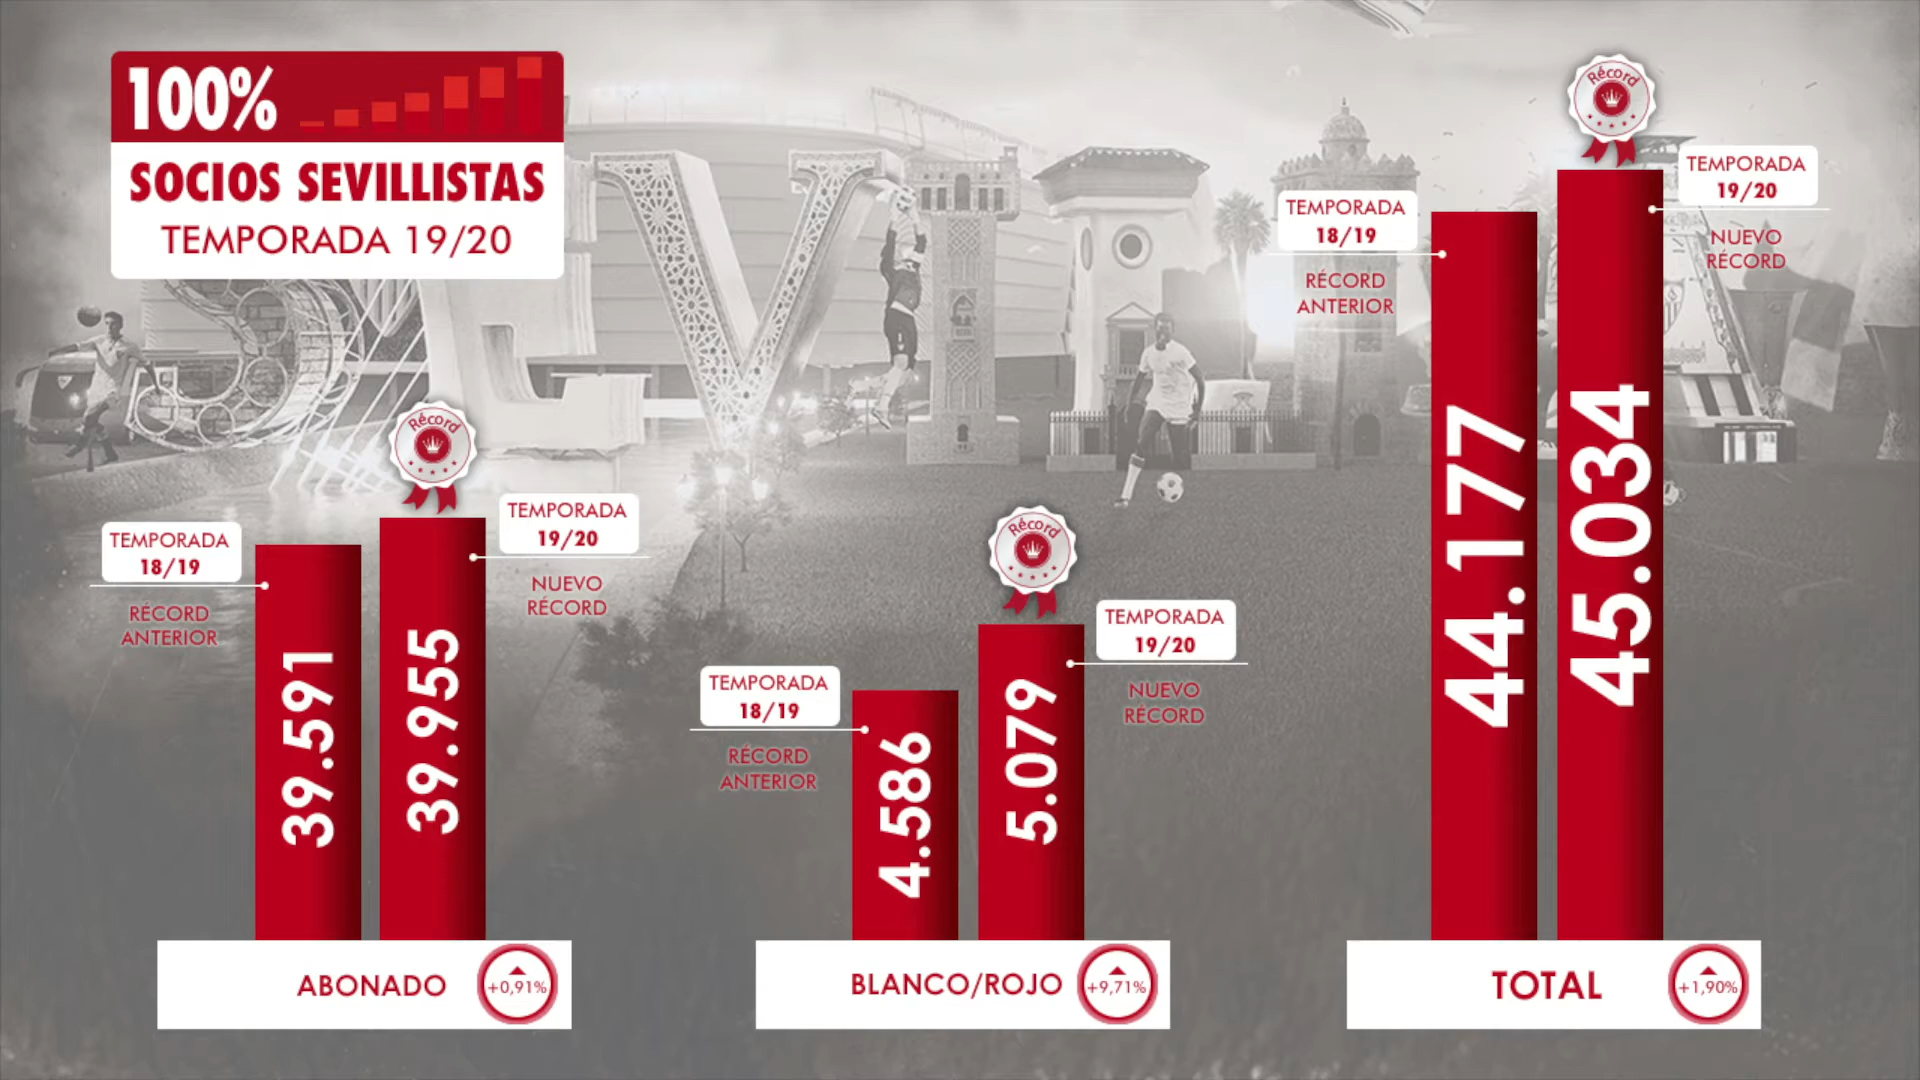 100%
SOCIOS SEVILLISTAS
TEMPORADA 19/20
Récord
TEMPORADA
18/19
RÉCORD
ANTERIOR
39.591
39.955
TEMPORADA
19/20
NUEVO
RÉCORD
ABONADO
+0,91%
Récord
TEMPORADA
18/19
RÉCORD
ANTERIOR
4.586
5.079
TEMPORADA
19/20
NUEVO
RÉCORD
BLANCO/ROJO
+9,71%
Récord
TEMPORADA
18/19
RÉCORD
ANTERIOR
44.177
45.034
TEMPORADA
19/20
NUEVO
RÉCORD
TOTAL
+1,90%
SEVI